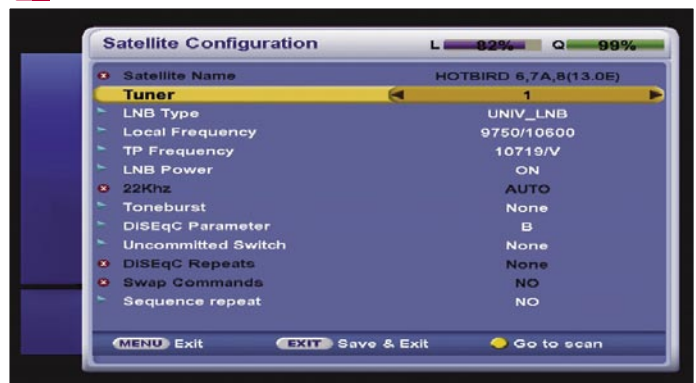 Satellite Configuration L 82% Q 99%
Satellite Name HOTBIRD 6,7A,8(13.0E)
Tuner 1
LNB Type UNIV_LNB
Local Frequency 9750/10600
TP Frequency 10719/V
LNB Power ON
22Khz AUTO
Toneburst None
DiSEqC Parameter B
Uncommitted Switch None
DiSEqC Repeats None
Swap Commands NO
Sequence repeat NO
MENU Exit EXIT Save & Exit Go to scan